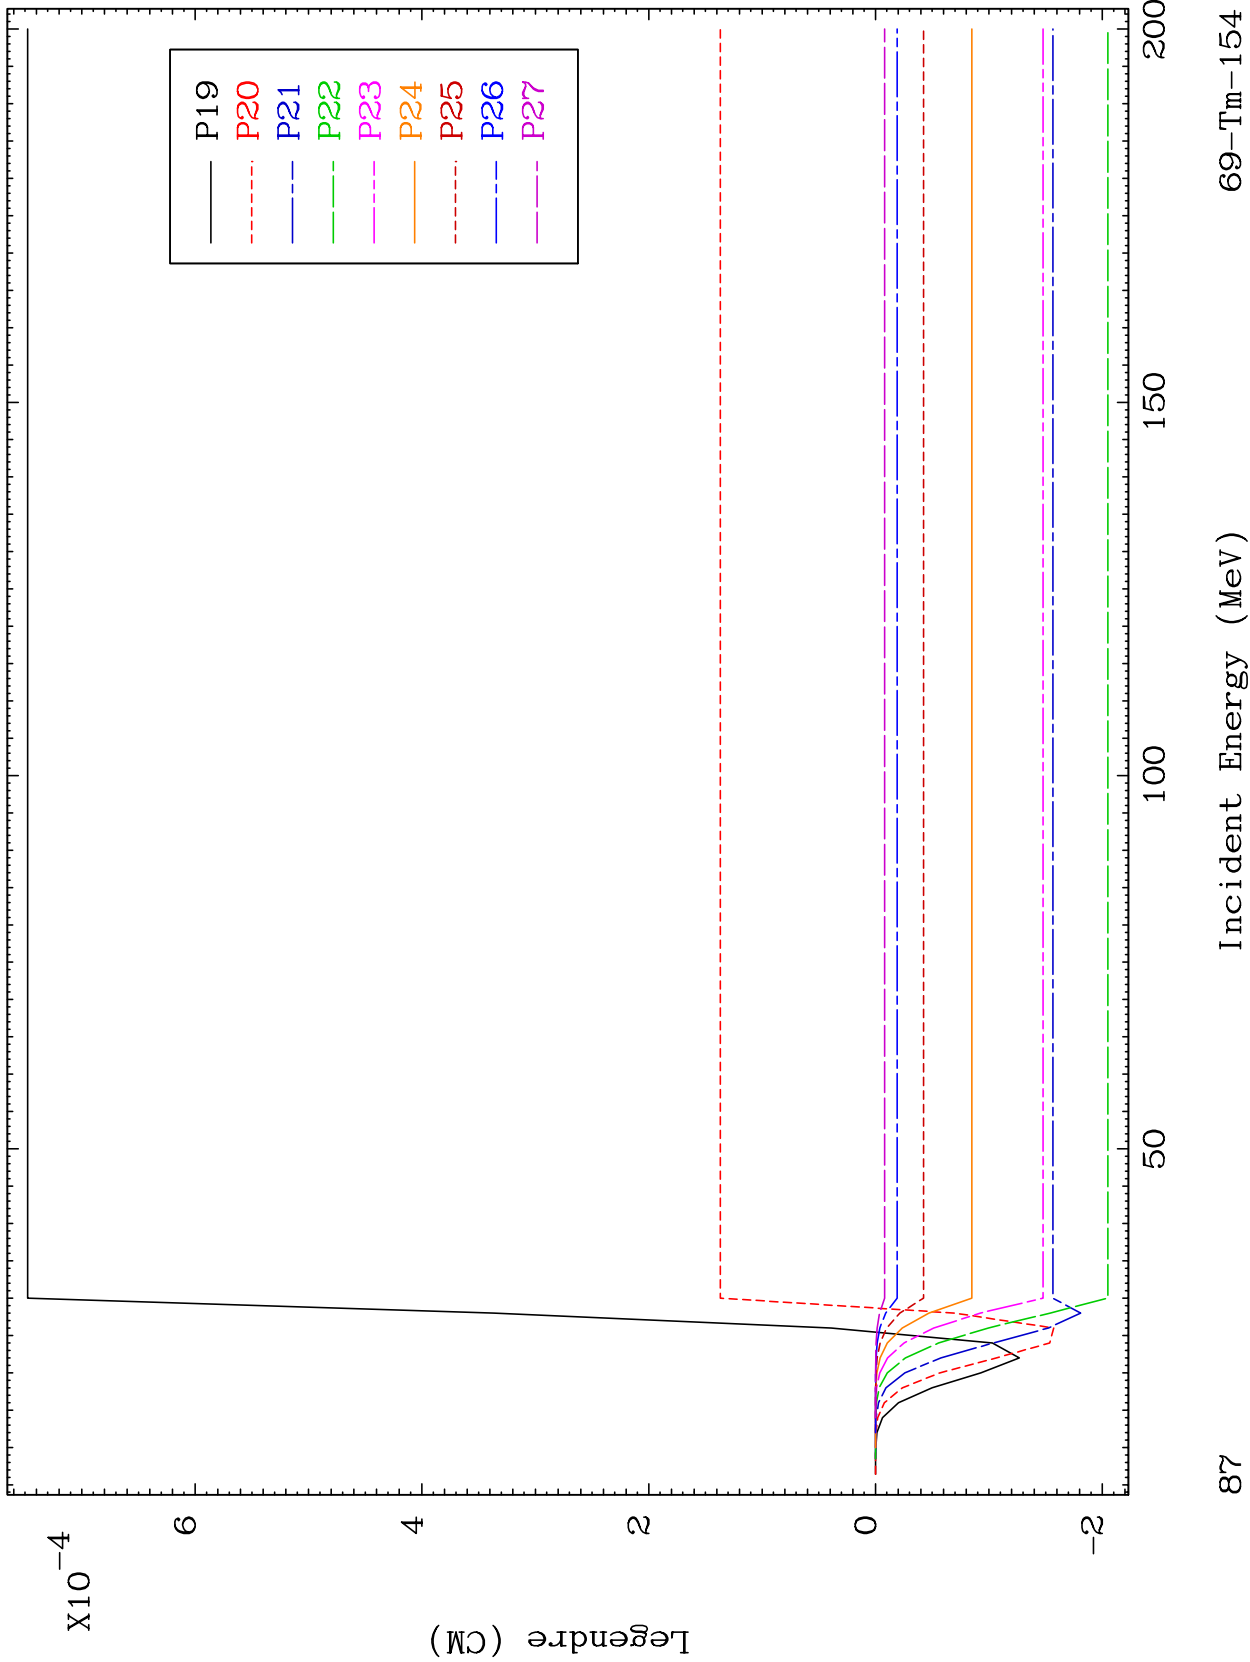 X10-4
6
4
2
0
-2
Legendre (CM)
P19
P20
P21
P22
P23
P24
P25
P26
P27
50
100
150
200
Incident Energy (MeV)
87
69-Tm-154